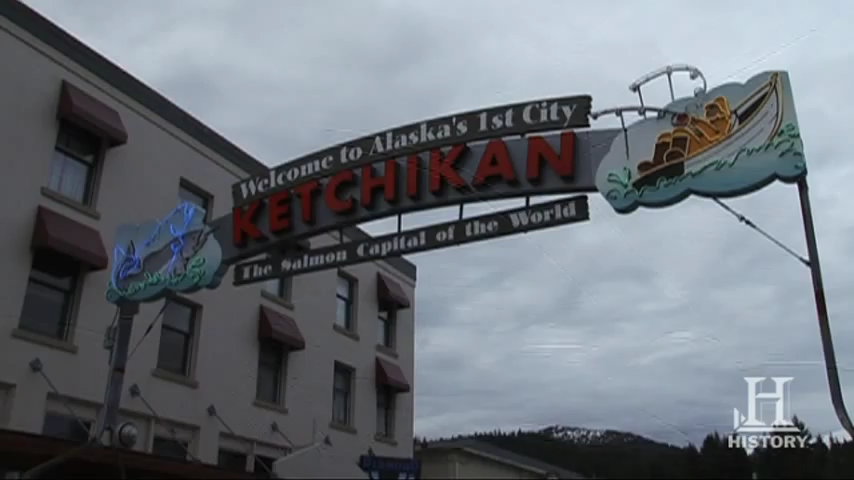 Welcome to Alaska's 1st City
KETCHIKAN
The Salmon Capital of the World
H
HISTORY